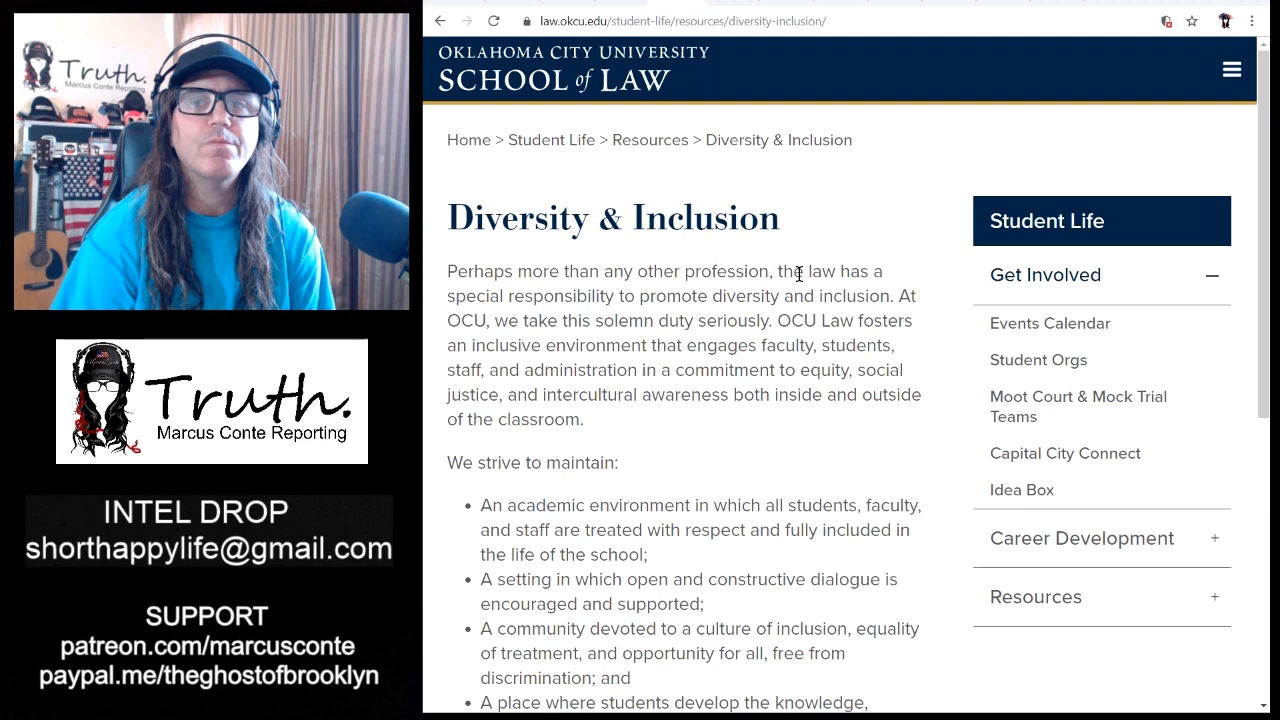 Truth.
Marcus Conte Reporting
Truth.
Marcus Conte Reporting
INTEL DROP
shorthappylife@gmail.com
SUPPORT
patreon.com/marcusconte
paypal.me/theghostofbrooklyn
law.okcu.edu/student-life/resources/diversity-inclusion/
OKLAHOMA CITY UNIVERSITY
SCHOOL of LAW
Home > Student Life > Resources > Diversity & Inclusion
Diversity & Inclusion
Perhaps more than any other profession, the law has a
special responsibility to promote diversity and inclusion. At
OCU, we take this solemn duty seriously. OCU Law fosters
an inclusive environment that engages faculty, students,
staff, and administration in a commitment to equity, social
justice, and intercultural awareness both inside and outside
of the classroom.
We strive to maintain:
• An academic environment in which all students, faculty,
and staff are treated with respect and fully included in
the life of the school;
• A setting in which open and constructive dialogue is
encouraged and supported;
• A community devoted to a culture of inclusion, equality
of treatment, and opportunity for all, free from
discrimination; and
• A place where students develop the knowledge,
Student Life
Get Involved
Events Calendar
Student Orgs
Moot Court & Mock Trial
Teams
Capital City Connect
Idea Box
Career Development
Resources